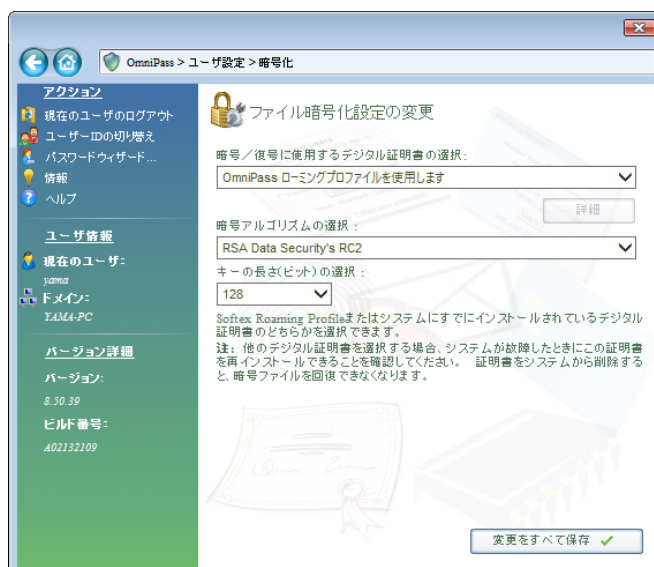 OmniPass > ユーザ設定 > 暗号化
アクション
現在のユーザのログアウト
ユーザーIDの切り替え
パスワードウィザード...
情報
ヘルプ
ユーザ情報
現在のユーザ:
yama
ドメイン:
YAMA-PC
バージョン詳細
バージョン:
8.50.39
ビルド番号:
A02132109
ファイル暗号化設定の変更
暗号/復号に使用するデジタル証明書の選択:
OmniPass ローミングプロファイルを使用します
詳細
暗号アルゴリズムの選択:
RSA Data Security's RC2
キーの長さ(ビット)の選択:
128
Softex Roaming Profileまたはシステムにすでにインストールされているデジタル
証明書のどちらかを選択できます。
注: 他のデジタル証明書を選択する場合、システムが故障したときにこの証明書
を再インストールできることを確認してください。 証明書をシステムから削除する
と、暗号ファイルを回復できなくなります。
変更をすべて保存